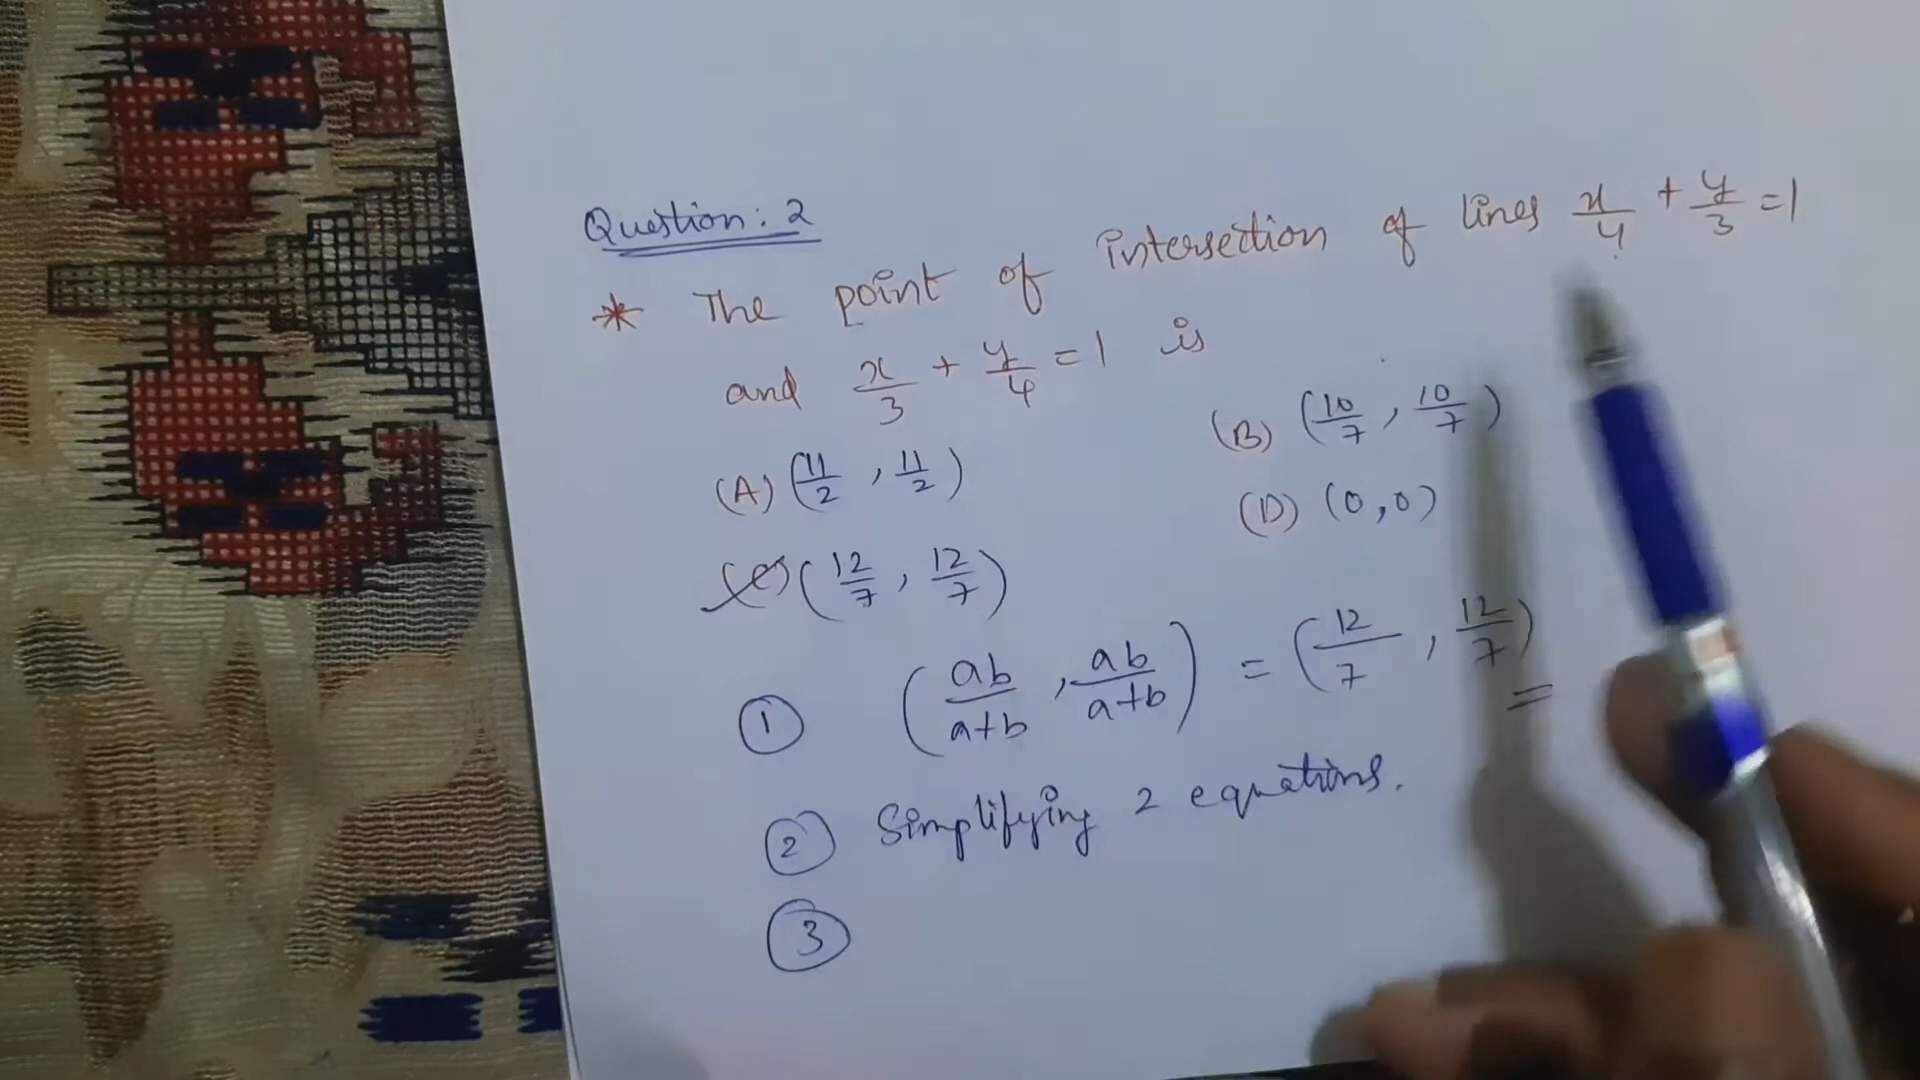 Question: 2
* The point of intersection of lines x/4 + y/3 = 1
and x/3 + y/4 = 1 is
(A) (11/2 , 11/2)
(B) (10/7 , 10/7)
(C) (12/7 , 12/7)
(D) (0,0)
① (ab/a+b , ab/a+b) = (12/7 , 12/7)
② Simplifying 2 equations.
③